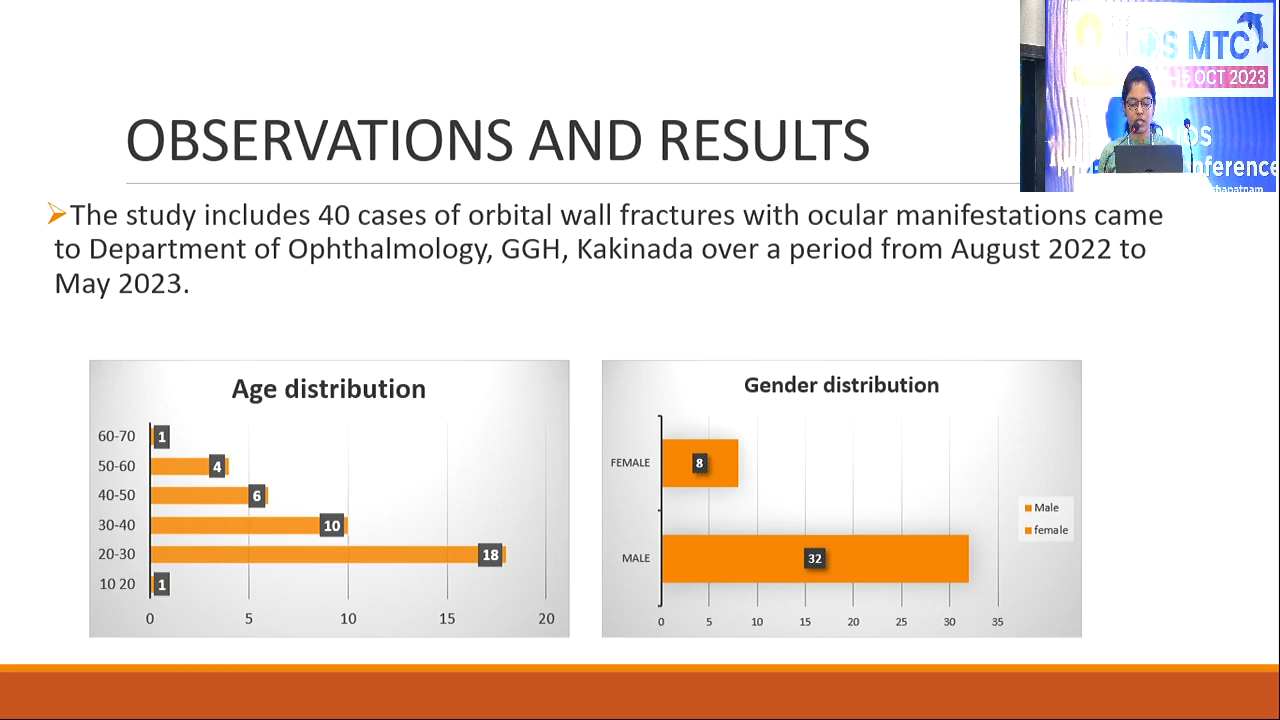 S MTC
15 OCT 2023
OBSERVATIONS AND RESULTS
➢The study includes 40 cases of orbital wall fractures with ocular manifestations came
to Department of Ophthalmology, GGH, Kakinada over a period from August 2022 to
May 2023.
Age distribution
60-70 1
50-60 4
40-50 6
30-40 10
20-30 18
10 20 1
0 5 10 15 20
Gender distribution
FEMALE 8
MALE 32
Male
female
0 5 10 15 20 25 30 35